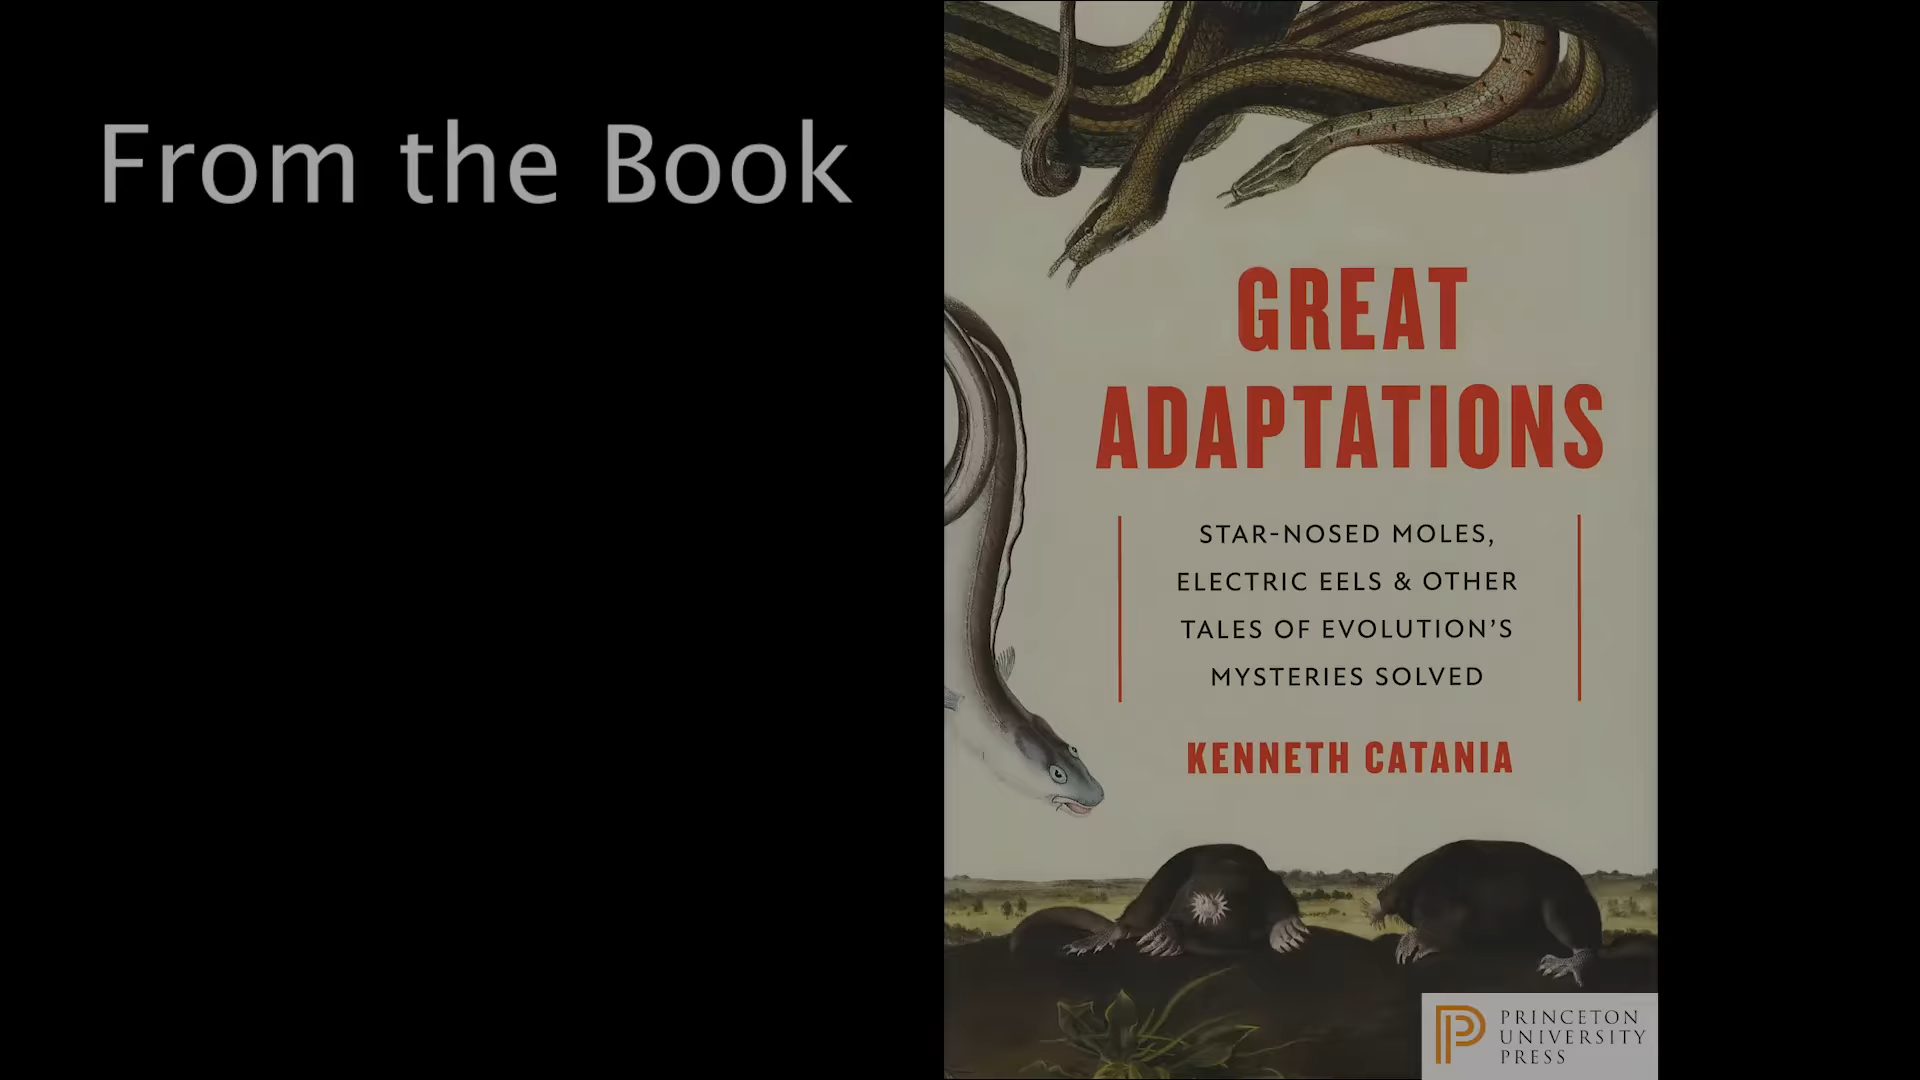 From the Book
GREAT
ADAPTATIONS
STAR-NOSED MOLES,
ELECTRIC EELS & OTHER
TALES OF EVOLUTION'S
MYSTERIES SOLVED
KENNETH CATANIA
PRINCETON
UNIVERSITY
PRESS